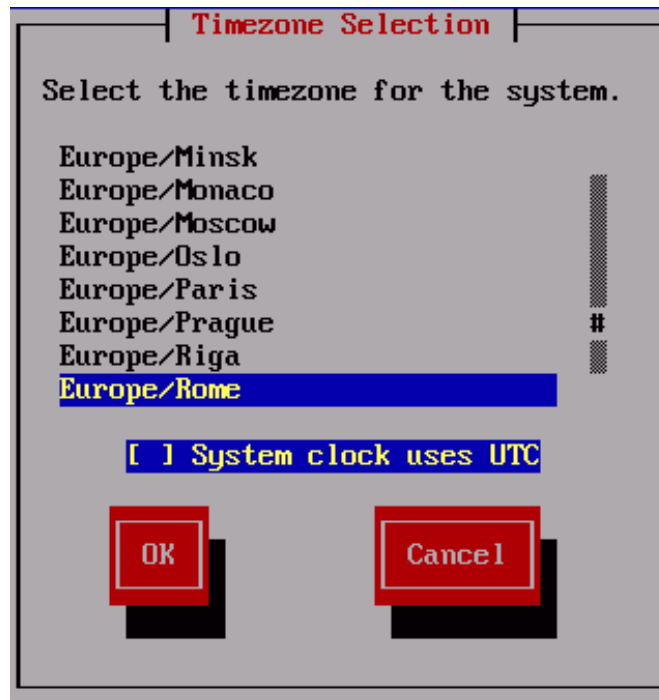 Timezone Selection
Select the timezone for the system.
Europe/Minsk
Europe/Monaco
Europe/Moscow
Europe/Oslo
Europe/Paris
Europe/Prague #
Europe/Riga
Europe/Rome
[ ] System clock uses UTC
OK Cancel